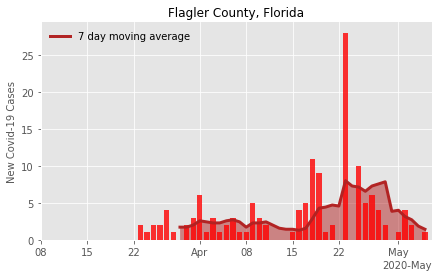 Flagler County, Florida
7 day moving average
New Covid-19 Cases
25
20
15
10
5
0
08
15
22
Apr
08
15
22
May
2020-May